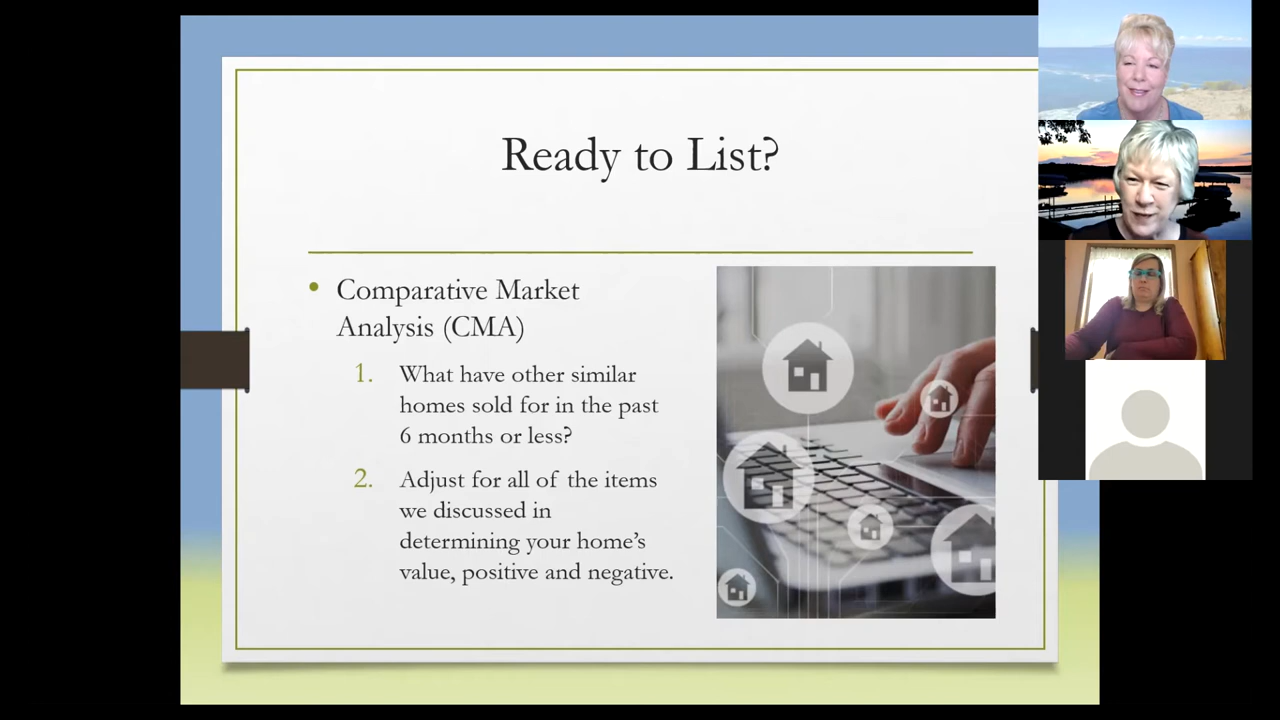 Ready to List?
• Comparative Market
Analysis (CMA)
1. What have other similar
homes sold for in the past
6 months or less?
2. Adjust for all of the items
we discussed in
determining your home's
value, positive and negative.